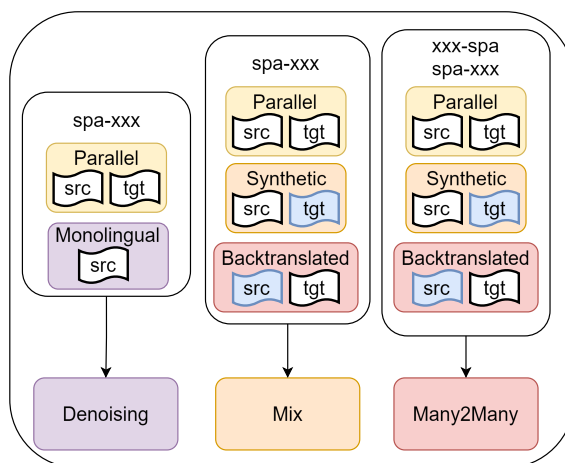 spa-xxx
Parallel
src tgt
Monolingual
src
Denoising
spa-xxx
Parallel
src tgt
Synthetic
src tgt
Backtranslated
src tgt
Mix
xxx-spa
spa-xxx
Parallel
src tgt
Synthetic
src tgt
Backtranslated
src tgt
Many2Many